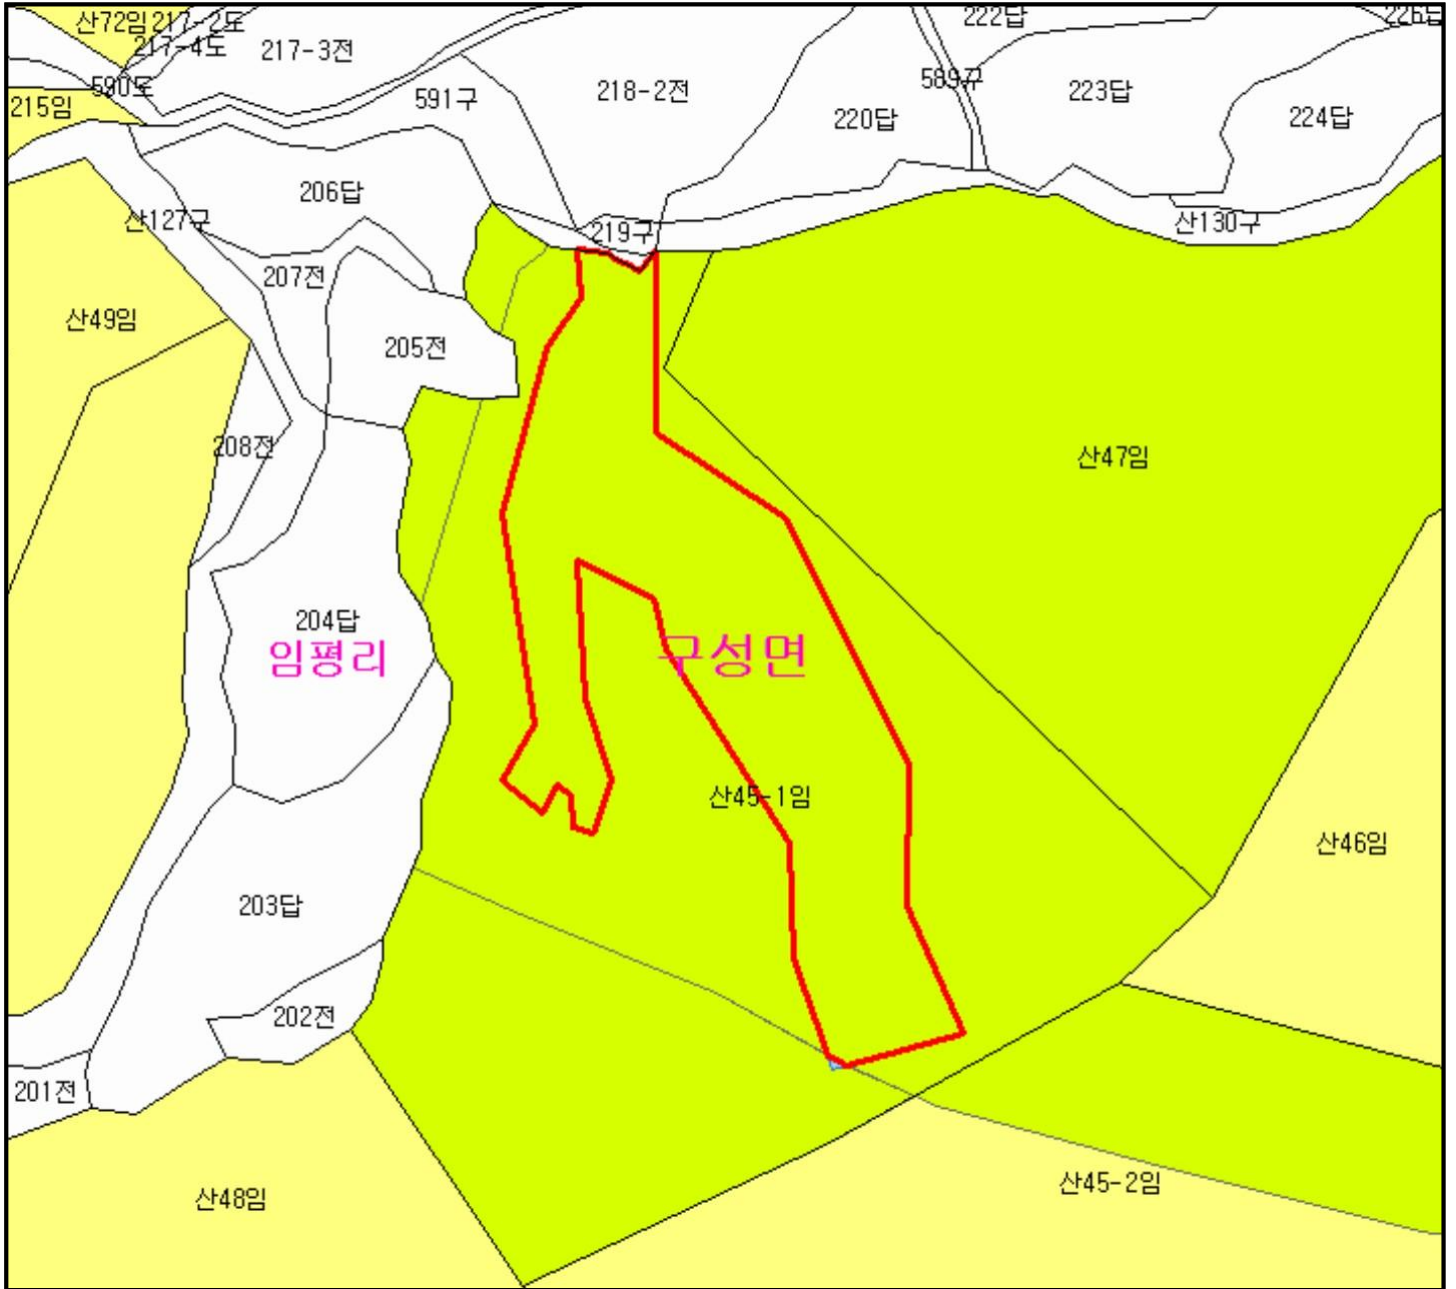 산72임
217-2도
222답
226답
217-4도
217-3전
590도
215임
591구
218-2전
589구
223답
220답
224답
206답
산127구
219구
산130구
207전
산49임
205전
208전
산47임
204답
임평리
구성면
산45-1임
산46임
203답
202전
201전
산48임
산45-2임